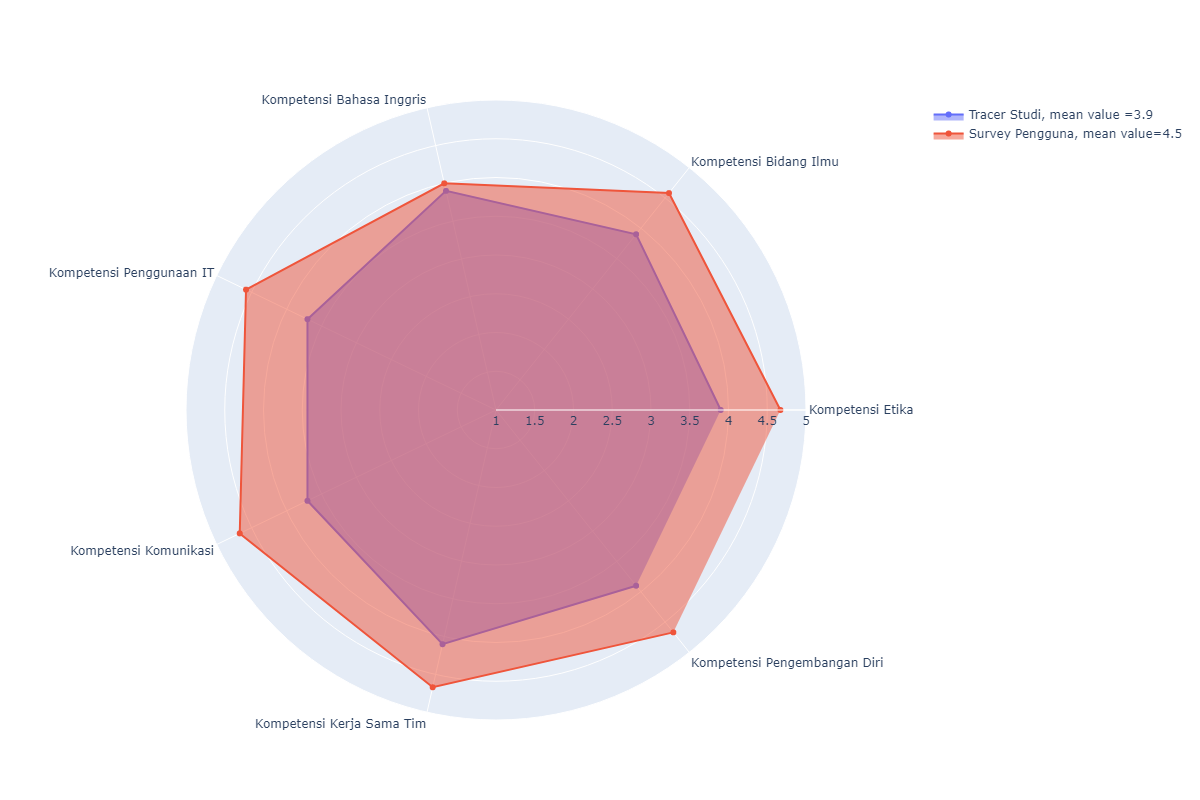 Kompetensi Bahasa Inggris
Tracer Studi, mean value =3.9
Survey Pengguna, mean value=4.5
Kompetensi Bidang Ilmu
Kompetensi Penggunaan IT
Kompetensi Etika
1 1.5 2 2.5 3 3.5 4 4.5 5
Kompetensi Komunikasi
Kompetensi Pengembangan Diri
Kompetensi Kerja Sama Tim